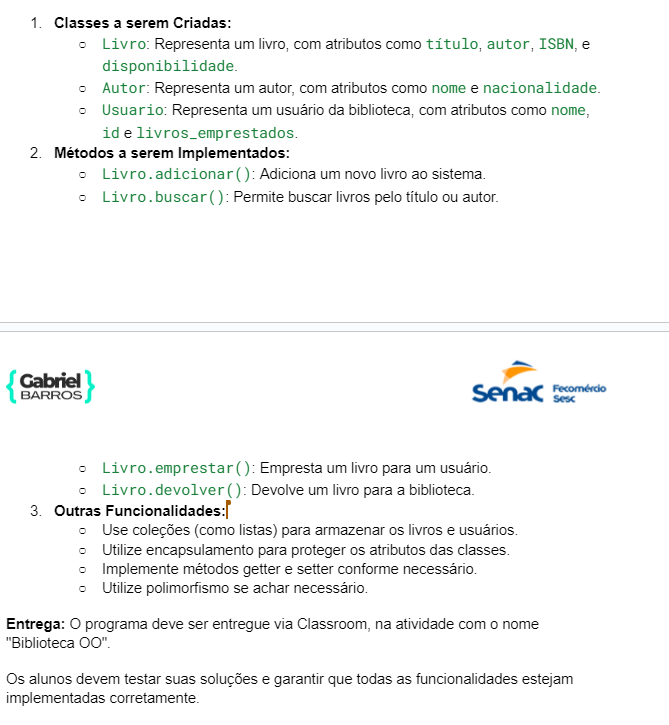 1. Classes a serem Criadas:
○ Livro: Representa um livro, com atributos como título, autor, ISBN, e
disponibilidade.
○ Autor: Representa um autor, com atributos como nome e nacionalidade.
○ Usuario: Representa um usuário da biblioteca, com atributos como nome,
id e livros_emprestados.
2. Métodos a serem Implementados:
○ Livro.adicionar(): Adiciona um novo livro ao sistema.
○ Livro.buscar(): Permite buscar livros pelo título ou autor.
{Gabriel
BARROS}
Senac Fecomércio
Sesc
○ Livro.emprestar(): Empresta um livro para um usuário.
○ Livro.devolver(): Devolve um livro para a biblioteca.
3. Outras Funcionalidades:
○ Use coleções (como listas) para armazenar os livros e usuários.
○ Utilize encapsulamento para proteger os atributos das classes.
○ Implemente métodos getter e setter conforme necessário.
○ Utilize polimorfismo se achar necessário.
Entrega: O programa deve ser entregue via Classroom, na atividade com o nome
"Biblioteca OO".
Os alunos devem testar suas soluções e garantir que todas as funcionalidades estejam
implementadas corretamente.